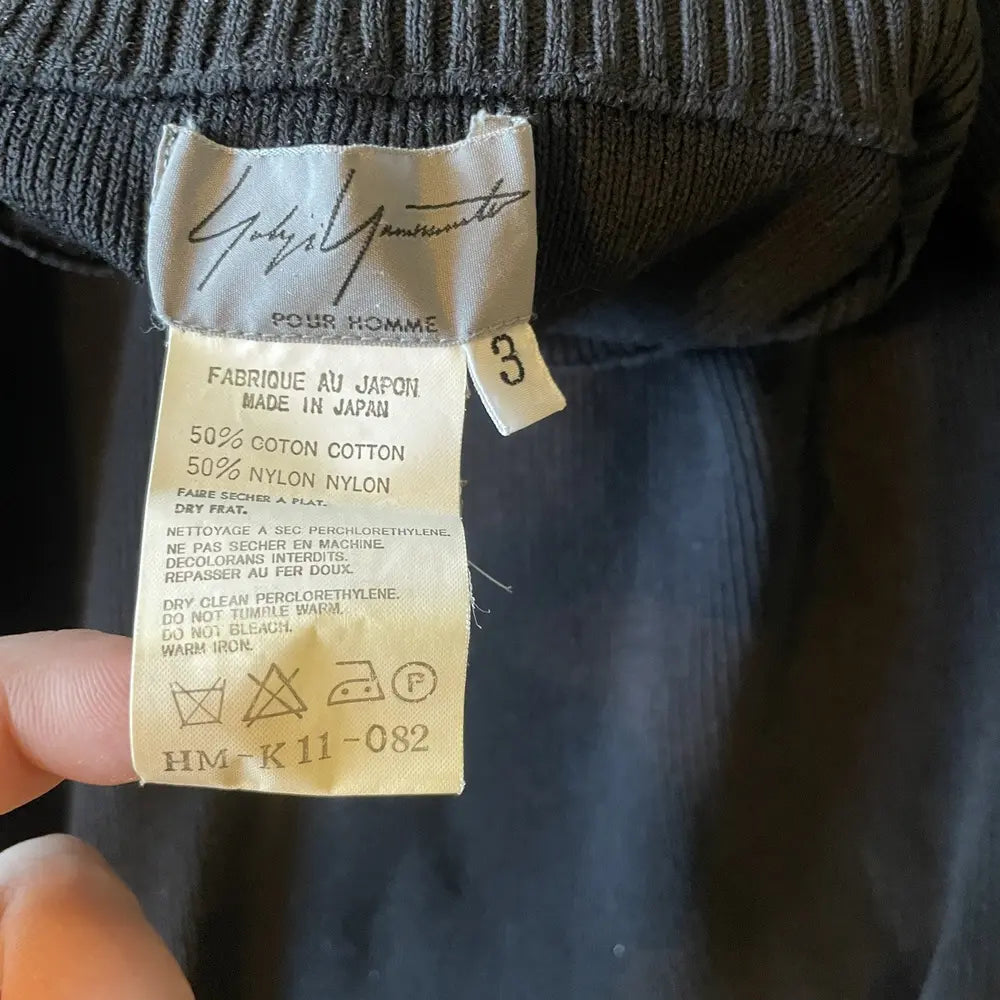 Yohji Yamamoto
POUR HOMME
3
FABRIQUE AU JAPON
MADE IN JAPAN
50% COTON COTTON
50% NYLON NYLON
FAIRE SECHER A PLAT.
DRY FRAT.
NETTOYAGE A SEC PERCHLORETHYLENE.
NE PAS SECHER EN MACHINE.
DECOLORANS INTERDITS.
REPASSER AU FER DOUX.
DRY CLEAN PERCLORETHYLENE.
DO NOT TUMBLE WARM.
DO NOT BLEACH.
WARM IRON.
P
HM-K11-082